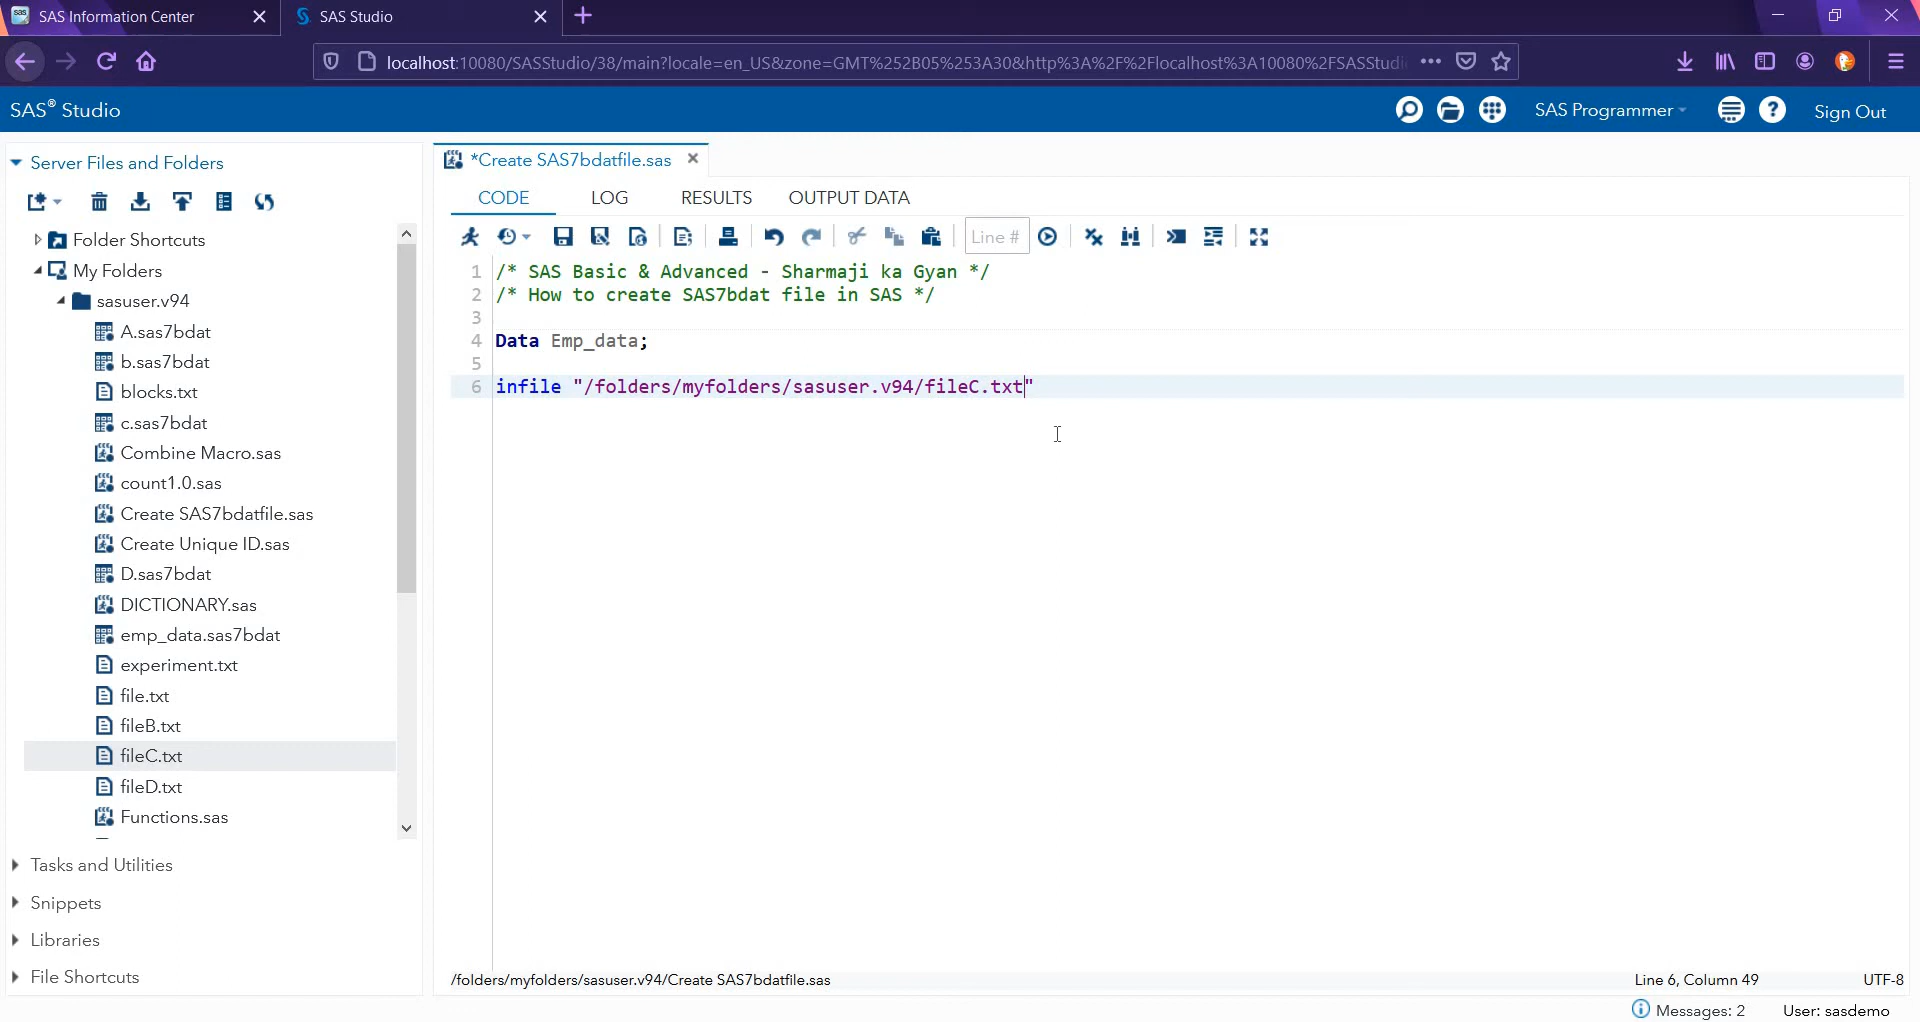 SAS Information Center
SAS Studio
localhost:10080/SASStudio/38/main?locale=en_US&zone=GMT%252B05%253A30&http%3A%2F%2Flocalhost%3A10080%2FSASStudi
SAS® Studio
SAS Programmer
Sign Out
Server Files and Folders
Folder Shortcuts
My Folders
sasuser.v94
A.sas7bdat
b.sas7bdat
blocks.txt
c.sas7bdat
Combine Macro.sas
count1.0.sas
Create SAS7bdatfile.sas
Create Unique ID.sas
D.sas7bdat
DICTIONARY.sas
emp_data.sas7bdat
experiment.txt
file.txt
fileB.txt
fileC.txt
fileD.txt
Functions.sas
Tasks and Utilities
Snippets
Libraries
File Shortcuts
*Create SAS7bdatfile.sas
CODE LOG RESULTS OUTPUT DATA
Line #
1 /* SAS Basic & Advanced - Sharmaji ka Gyan */
2 /* How to create SAS7bdat file in SAS */
3
4 Data Emp_data;
5
6 infile "/folders/myfolders/sasuser.v94/fileC.txt"
/folders/myfolders/sasuser.v94/Create SAS7bdatfile.sas
Line 6, Column 49
UTF-8
Messages: 2
User: sasdemo